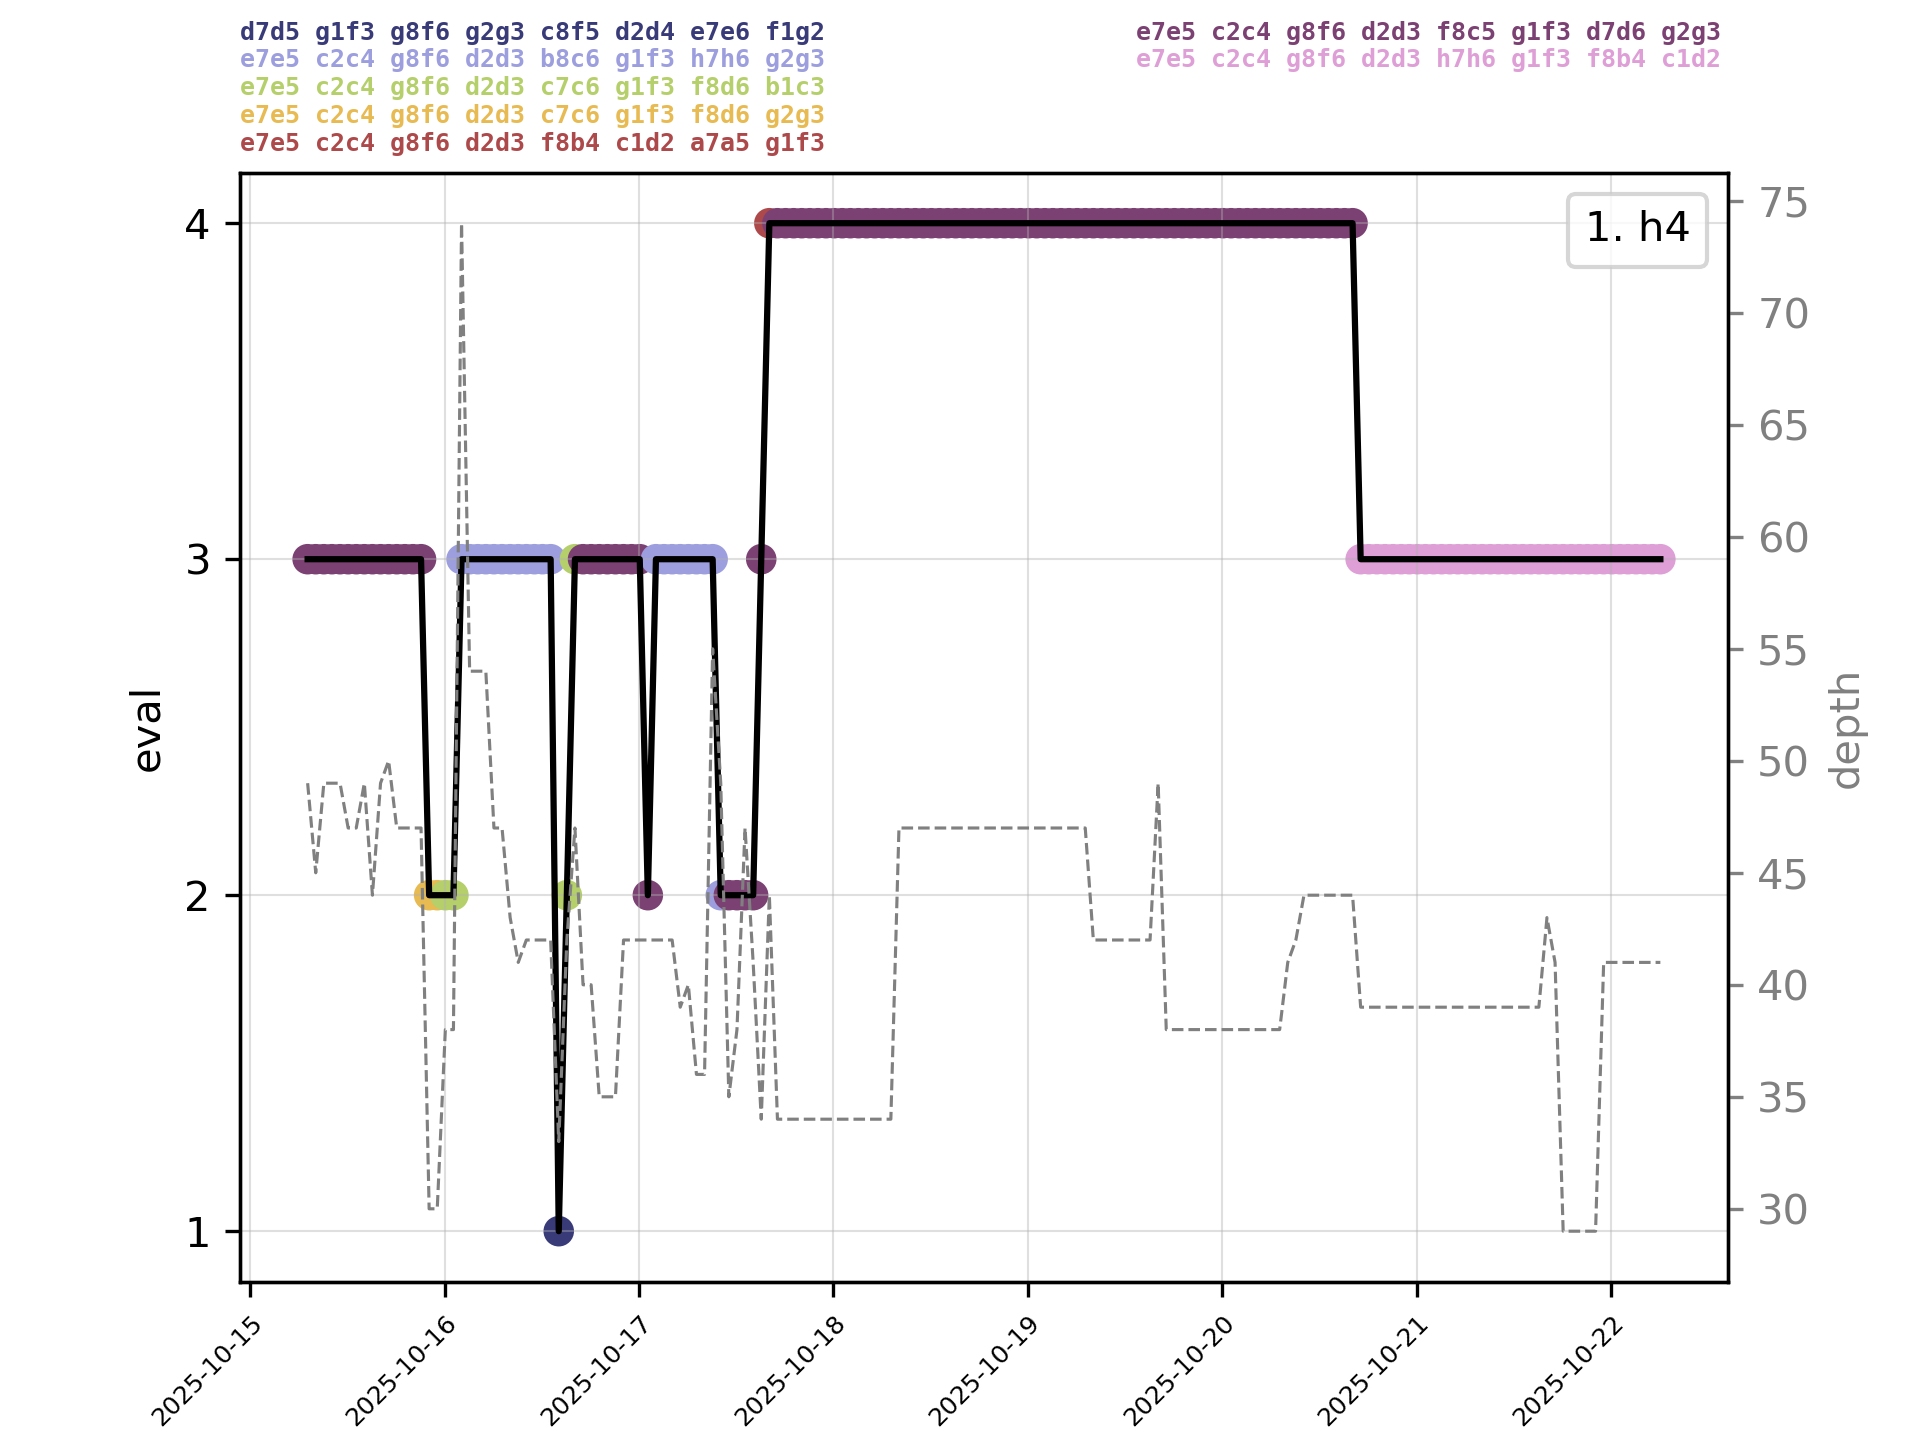 d7d5 g1f3 g8f6 g2g3 c8f5 d2d4 e7e6 f1g2
e7e5 c2c4 g8f6 d2d3 b8c6 g1f3 h7h6 g2g3
e7e5 c2c4 g8f6 d2d3 c7c6 g1f3 f8d6 b1c3
e7e5 c2c4 g8f6 d2d3 c7c6 g1f3 f8d6 g2g3
e7e5 c2c4 g8f6 d2d3 f8b4 c1d2 a7a5 g1f3
e7e5 c2c4 g8f6 d2d3 f8c5 g1f3 d7d6 g2g3
e7e5 c2c4 g8f6 d2d3 h7h6 g1f3 f8b4 c1d2
1. h4
eval
4
3
2
1
75
70
65
60
55
50
45
40
35
30
depth
2025-10-15
2025-10-16
2025-10-17
2025-10-18
2025-10-19
2025-10-20
2025-10-21
2025-10-22